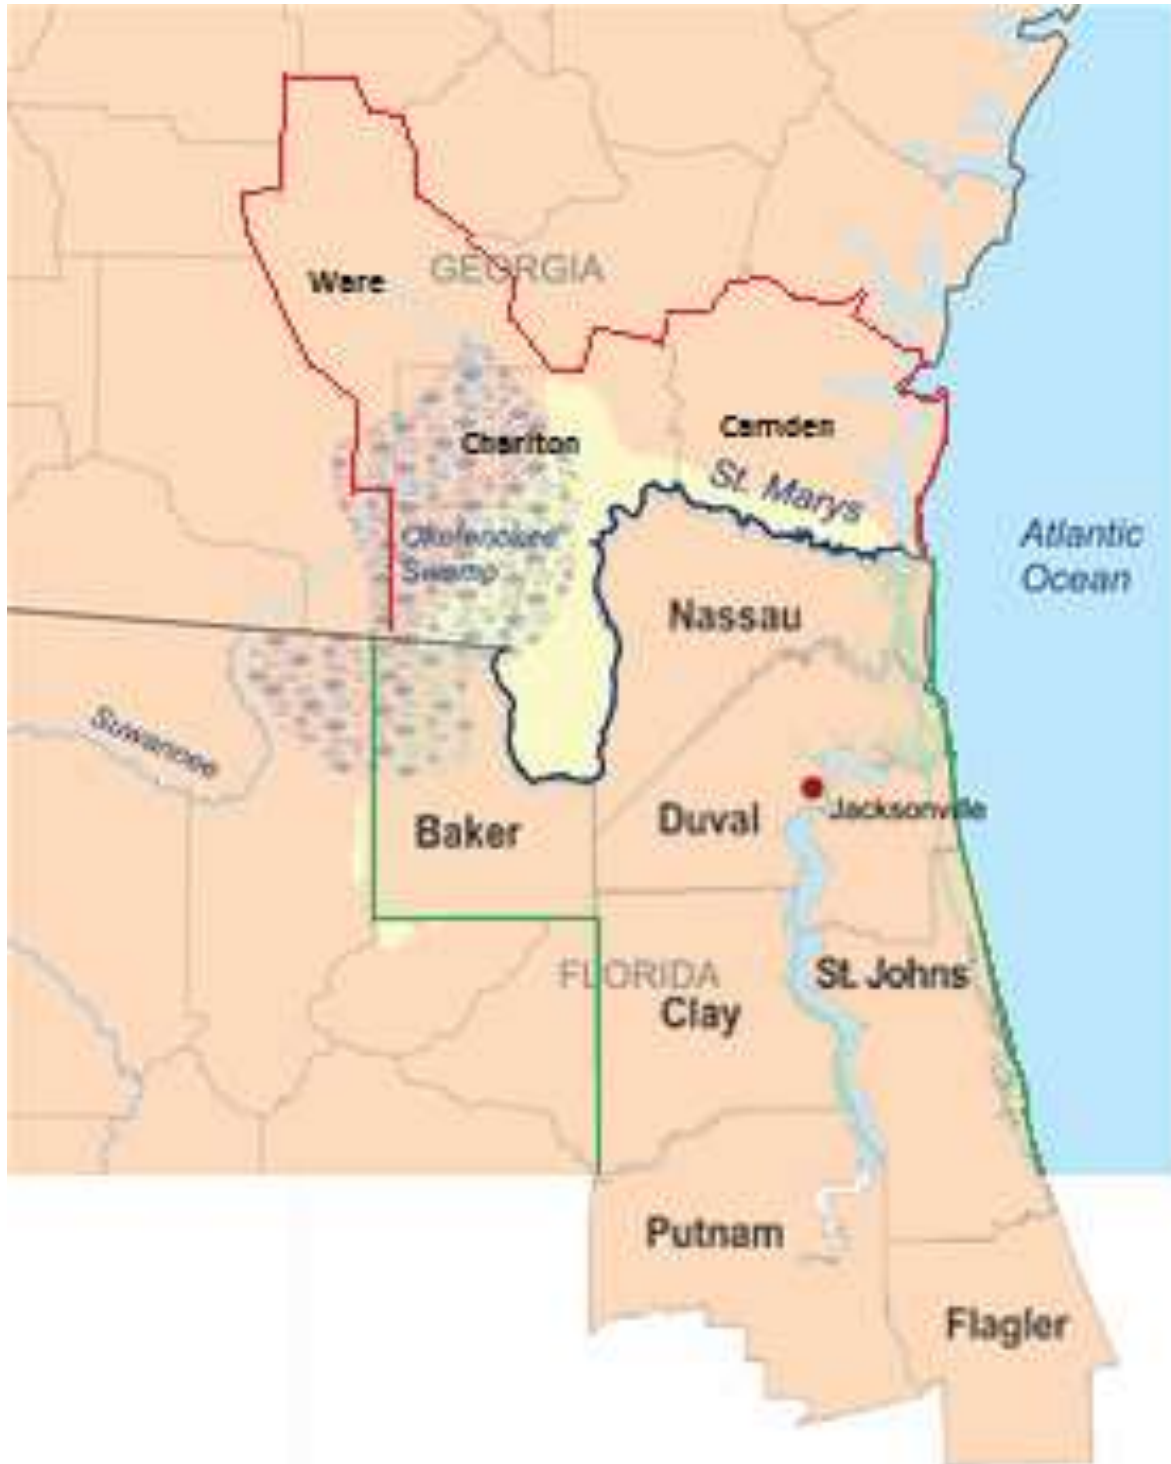 GEORGIA
Ware
Charlton
Camden
St. Marys
Okefenokee
Swamp
Atlantic
Ocean
Nassau
Suwannee
Jacksonville
Duval
Baker
FLORIDA
St. Johns
Clay
Putnam
Flagler